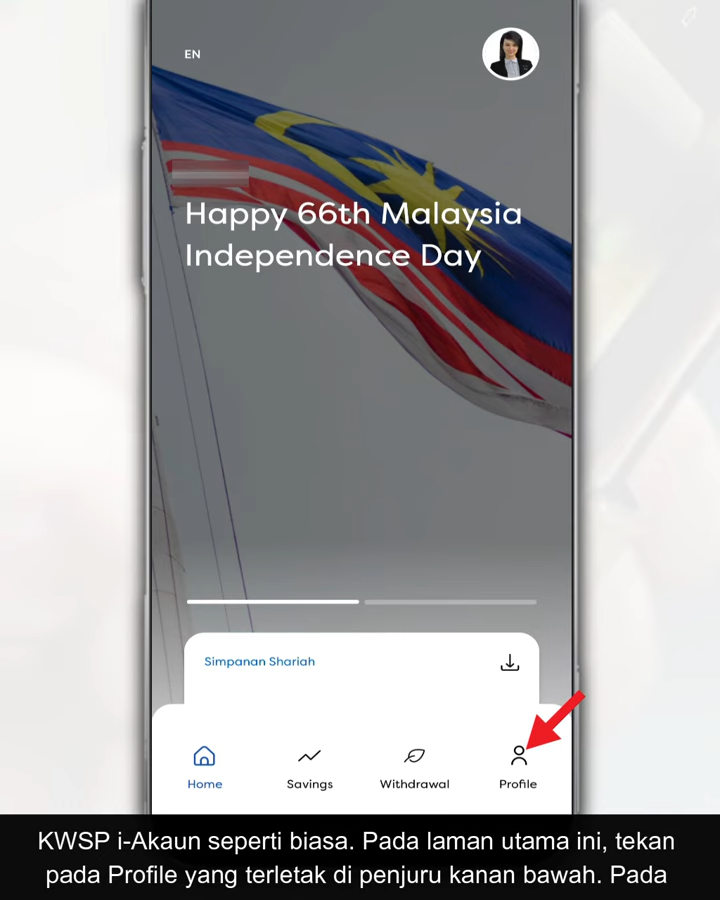 EN
Happy 66th Malaysia
Independence Day
Simpanan Shariah
Home Savings Withdrawal Profile
KWSP i-Akaun seperti biasa. Pada laman utama ini, tekan
pada Profile yang terletak di penjuru kanan bawah. Pada